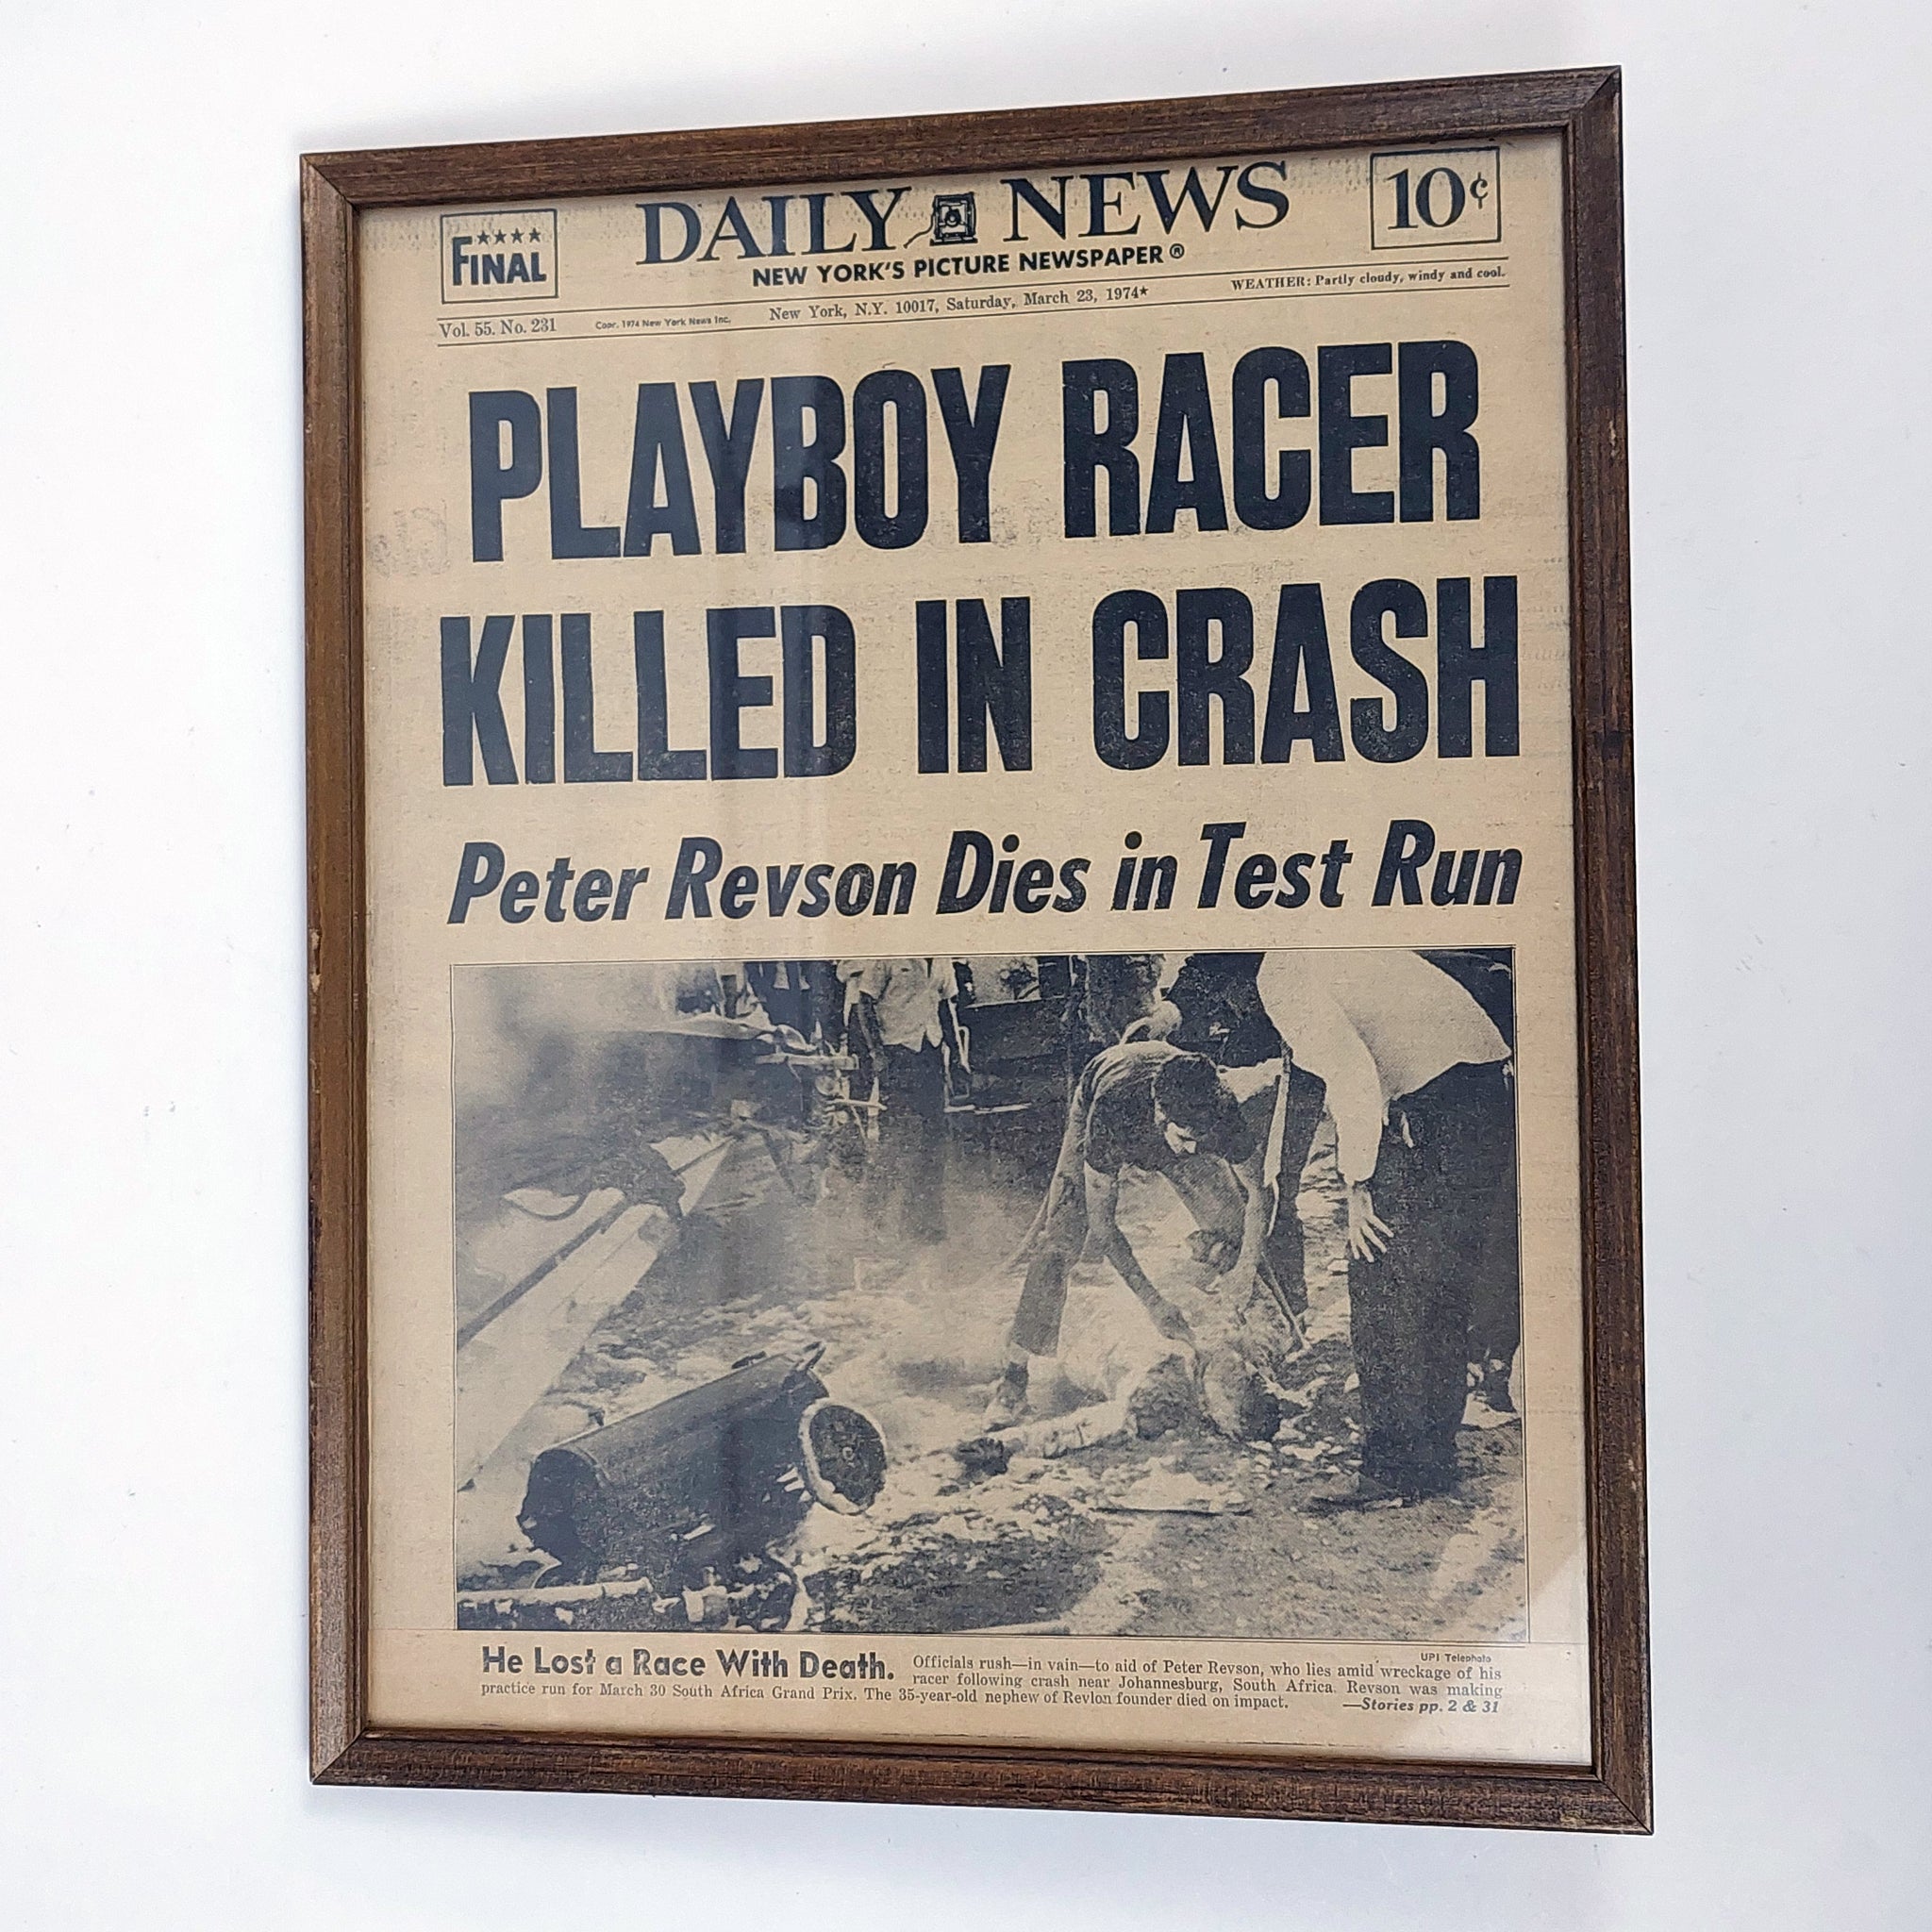 ★★★★
FINAL
DAILY NEWS
10¢
NEW YORK'S PICTURE NEWSPAPER®
Vol. 55. No. 231
Copr. 1974 New York News Inc.
New York, N.Y. 10017, Saturday, March 23, 1974★
WEATHER: Partly cloudy, windy and cool.
PLAYBOY RACER
KILLED IN CRASH
Peter Revson Dies in Test Run
UPI Telephoto
He Lost a Race With Death. Officials rush—in vain—to aid of Peter Revson, who lies amid wreckage of his
racer following crash near Johannesburg, South Africa. Revson was making
practice run for March 30 South Africa Grand Prix. The 35-year-old nephew of Revlon founder died on impact. —Stories pp. 2 & 31